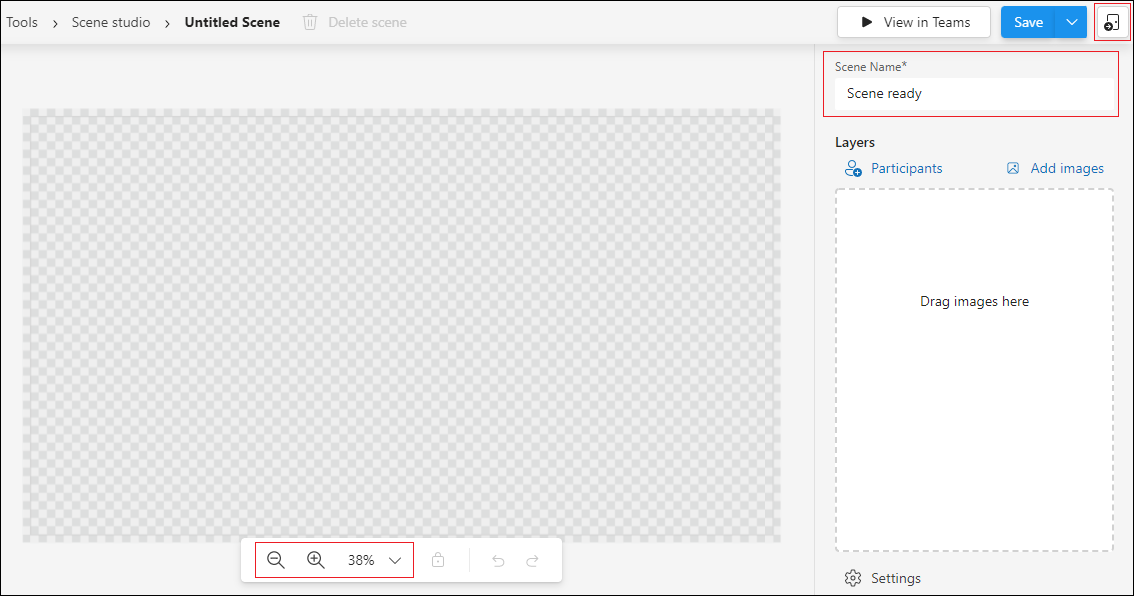 Tools > Scene studio > Untitled Scene Delete scene View in Teams Save
Scene Name*
Scene ready
Layers
Participants Add images
Drag images here
38%
Settings